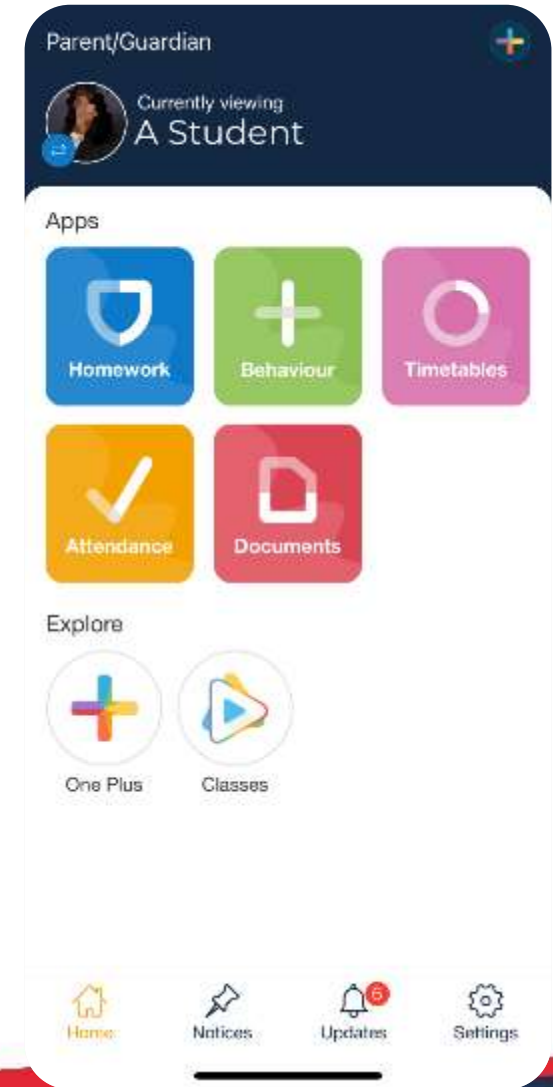 Parent/Guardian
Currently viewing
A Student
Apps
Homework
Behaviour
Timetables
Attendance
Documents
Explore
One Plus
Classes
6
Home
Notices
Updates
Settings